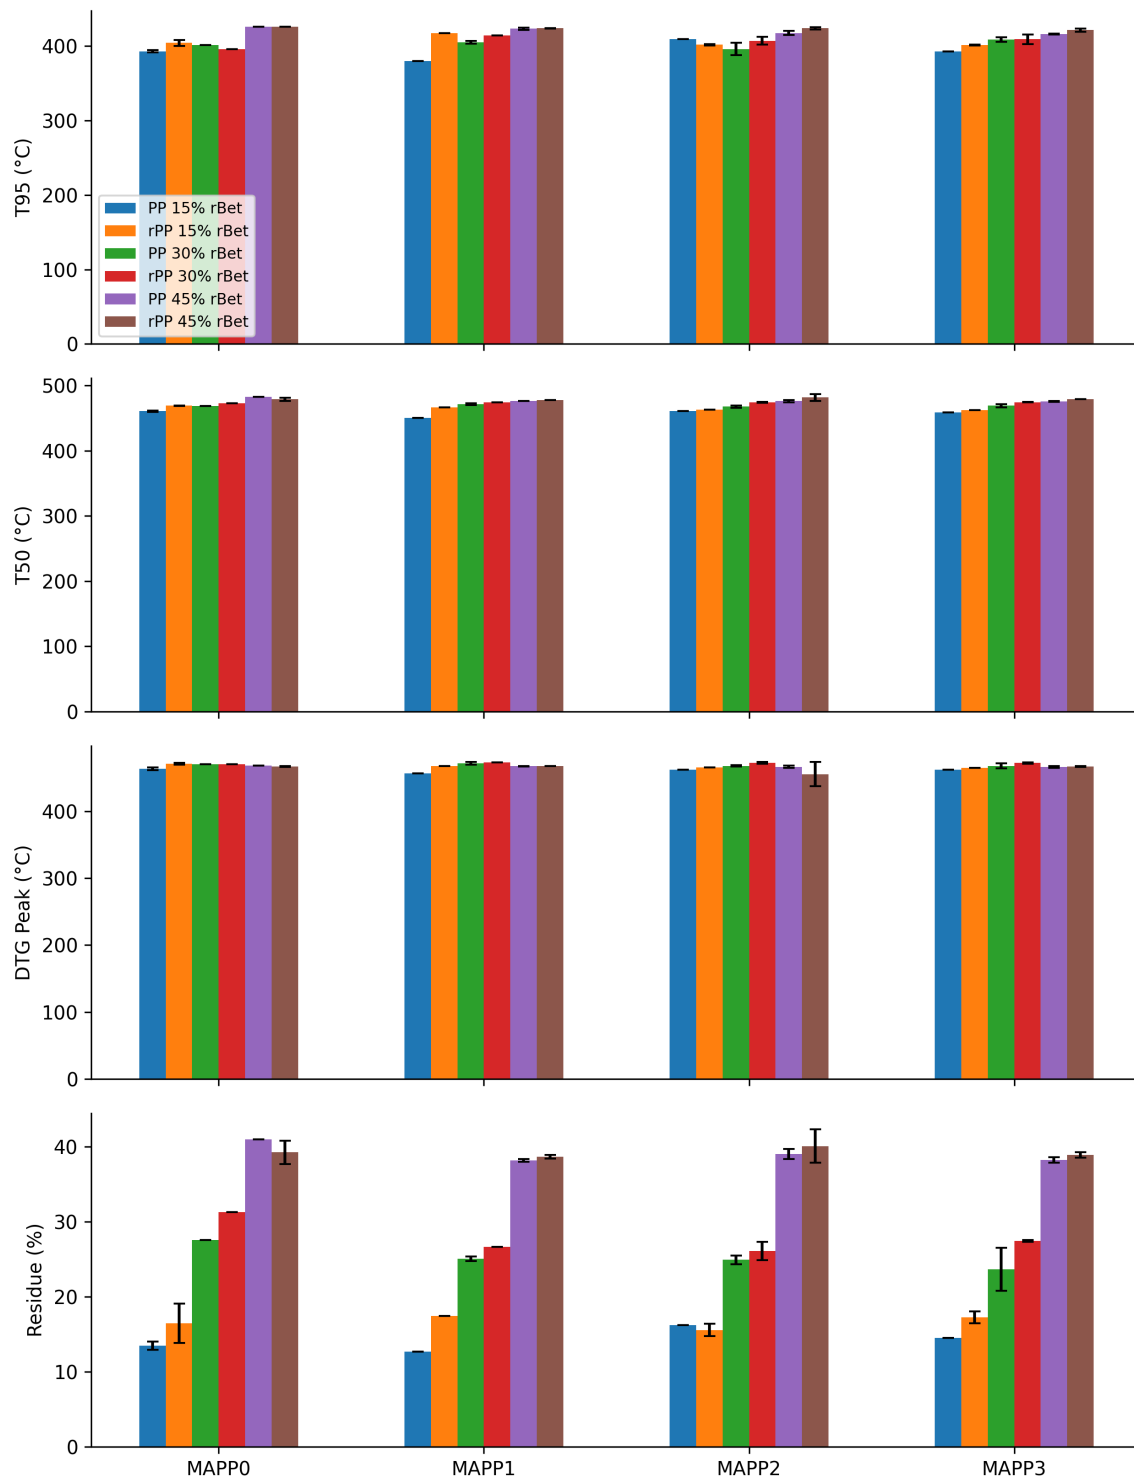 T95 (°C)
400
300
200
100
0
PP 15% rBet
rPP 15% rBet
PP 30% rBet
rPP 30% rBet
PP 45% rBet
rPP 45% rBet
T50 (°C)
500
400
300
200
100
0
DTG Peak (°C)
400
300
200
100
0
Residue (%)
40
30
20
10
0
MAPP0 MAPP1 MAPP2 MAPP3